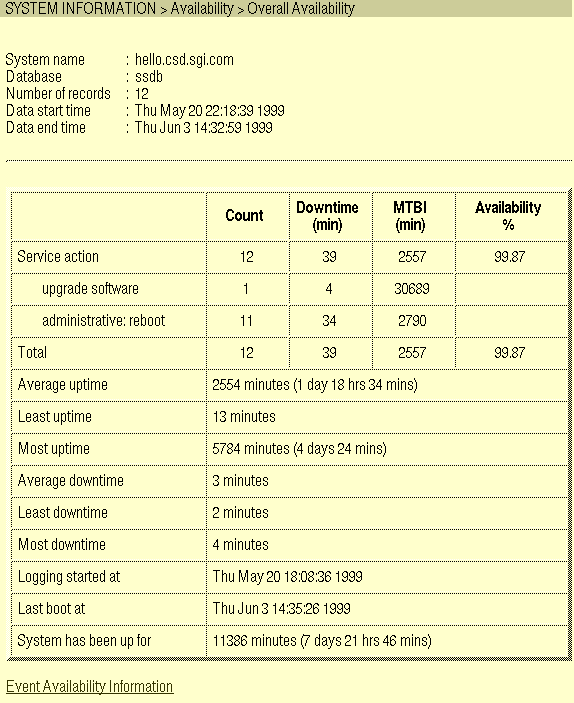 SYSTEM INFORMATION > Availability > Overall Availability
System name : hello.csd.sgi.com
Database : ssdb
Number of records : 12
Data start time : Thu May 20 22:18:39 1999
Data end time : Thu Jun 3 14:32:59 1999
Count Downtime (min) MTBI (min) Availability %
Service action 12 39 2557 99.87
upgrade software 1 4 30689
administrative: reboot 11 34 2790
Total 12 39 2557 99.87
Average uptime 2554 minutes (1 day 18 hrs 34 mins)
Least uptime 13 minutes
Most uptime 5784 minutes (4 days 24 mins)
Average downtime 3 minutes
Least downtime 2 minutes
Most downtime 4 minutes
Logging started at Thu May 20 18:08:36 1999
Last boot at Thu Jun 3 14:35:26 1999
System has been up for 11386 minutes (7 days 21 hrs 46 mins)
Event Availability Information